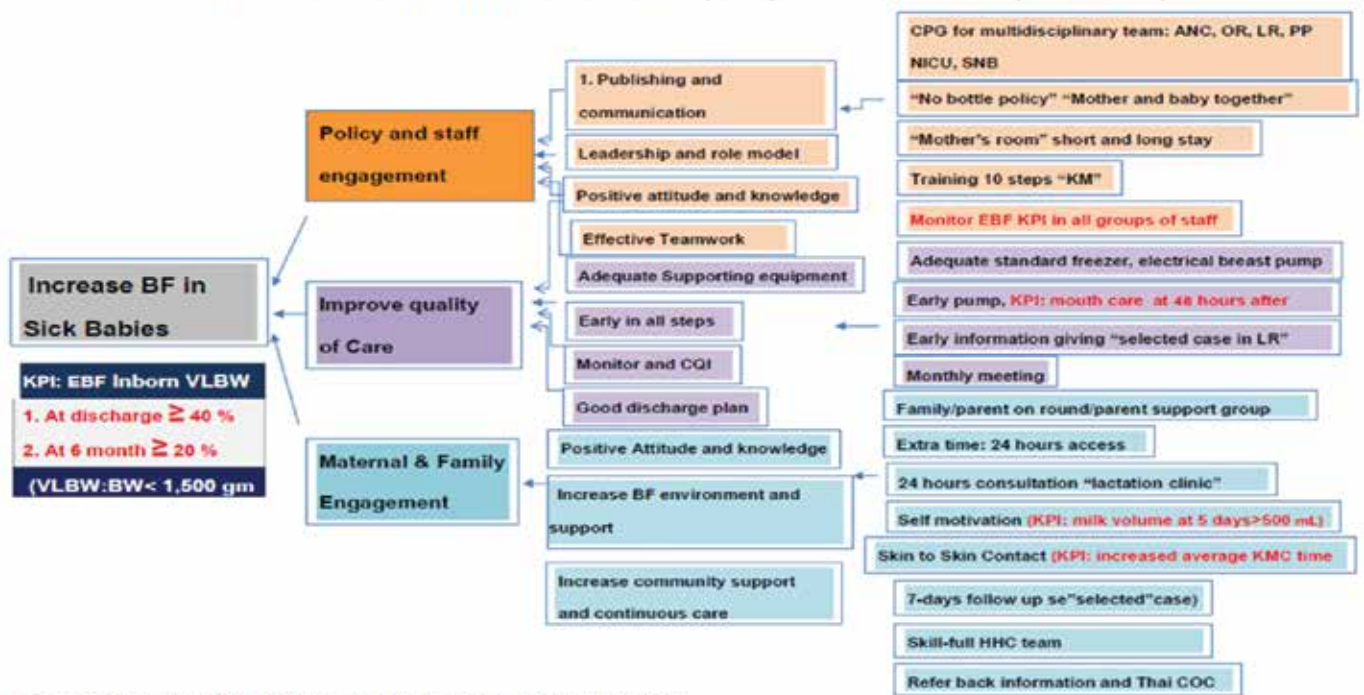 Increase BF in
Sick Babies
KPI: EBF Inborn VLBW
1. At discharge ≥ 40 %
2. At 6 month ≥ 20 %
(VLBW:BW< 1,500 gm
Policy and staff
engagement
Improve quality
of Care
Maternal & Family
Engagement
1. Publishing and
communication
Leadership and role model
Positive attitude and knowledge
Effective Teamwork
Adequate Supporting equipment
Early in all steps
Monitor and CQI
Good discharge plan
Positive Attitude and knowledge
Increase BF environment and
support
Increase community support
and continuous care
CPG for multidisciplinary team: ANC, OR, LR, PP
NICU, SNB
"No bottle policy" "Mother and baby together"
"Mother's room" short and long stay
Training 10 steps "KM"
Monitor EBF KPI in all groups of staff
Adequate standard freezer, electrical breast pump
Early pump, KPI: mouth care at 48 hours after
Early information giving "selected case in LR"
Monthly meeting
Family/parent on round/parent support group
Extra time: 24 hours access
24 hours consultation "lactation clinic"
Self motivation (KPI: milk volume at 5 days>500 mL)
Skin to Skin Contact (KPI: increased average KMC time
7-days follow up se"selected"case)
Skill-full HHC team
Refer back information and Thai COC